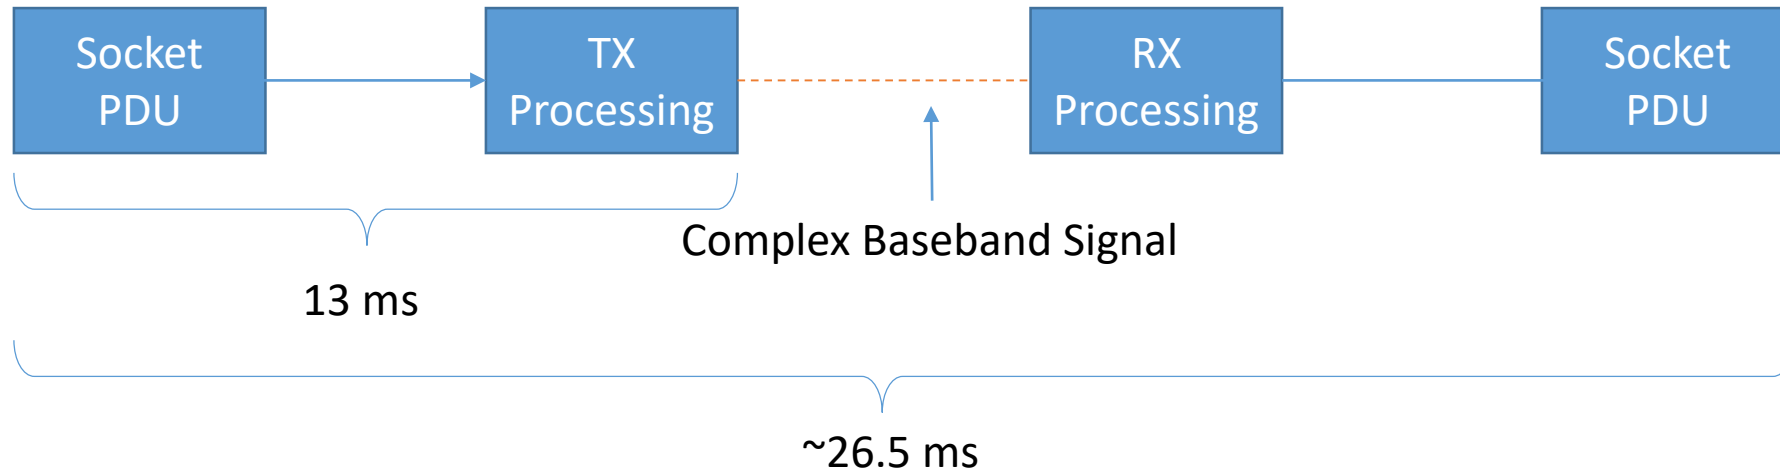 Socket
PDU
TX
Processing
RX
Processing
Socket
PDU
Complex Baseband Signal
13 ms
~26.5 ms